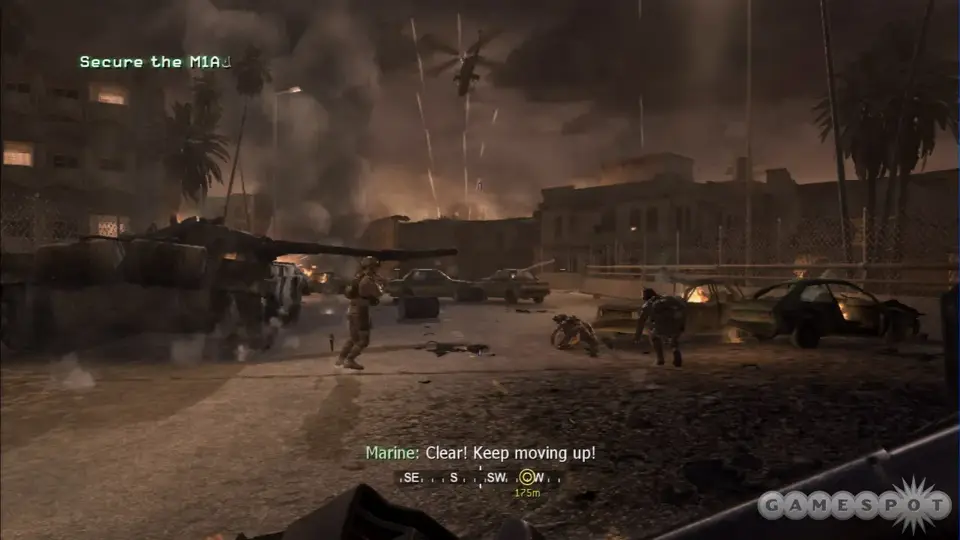 Secure the M1A
Marine: Clear! Keep moving up!
SE S SW W
175m
GAMESPOT